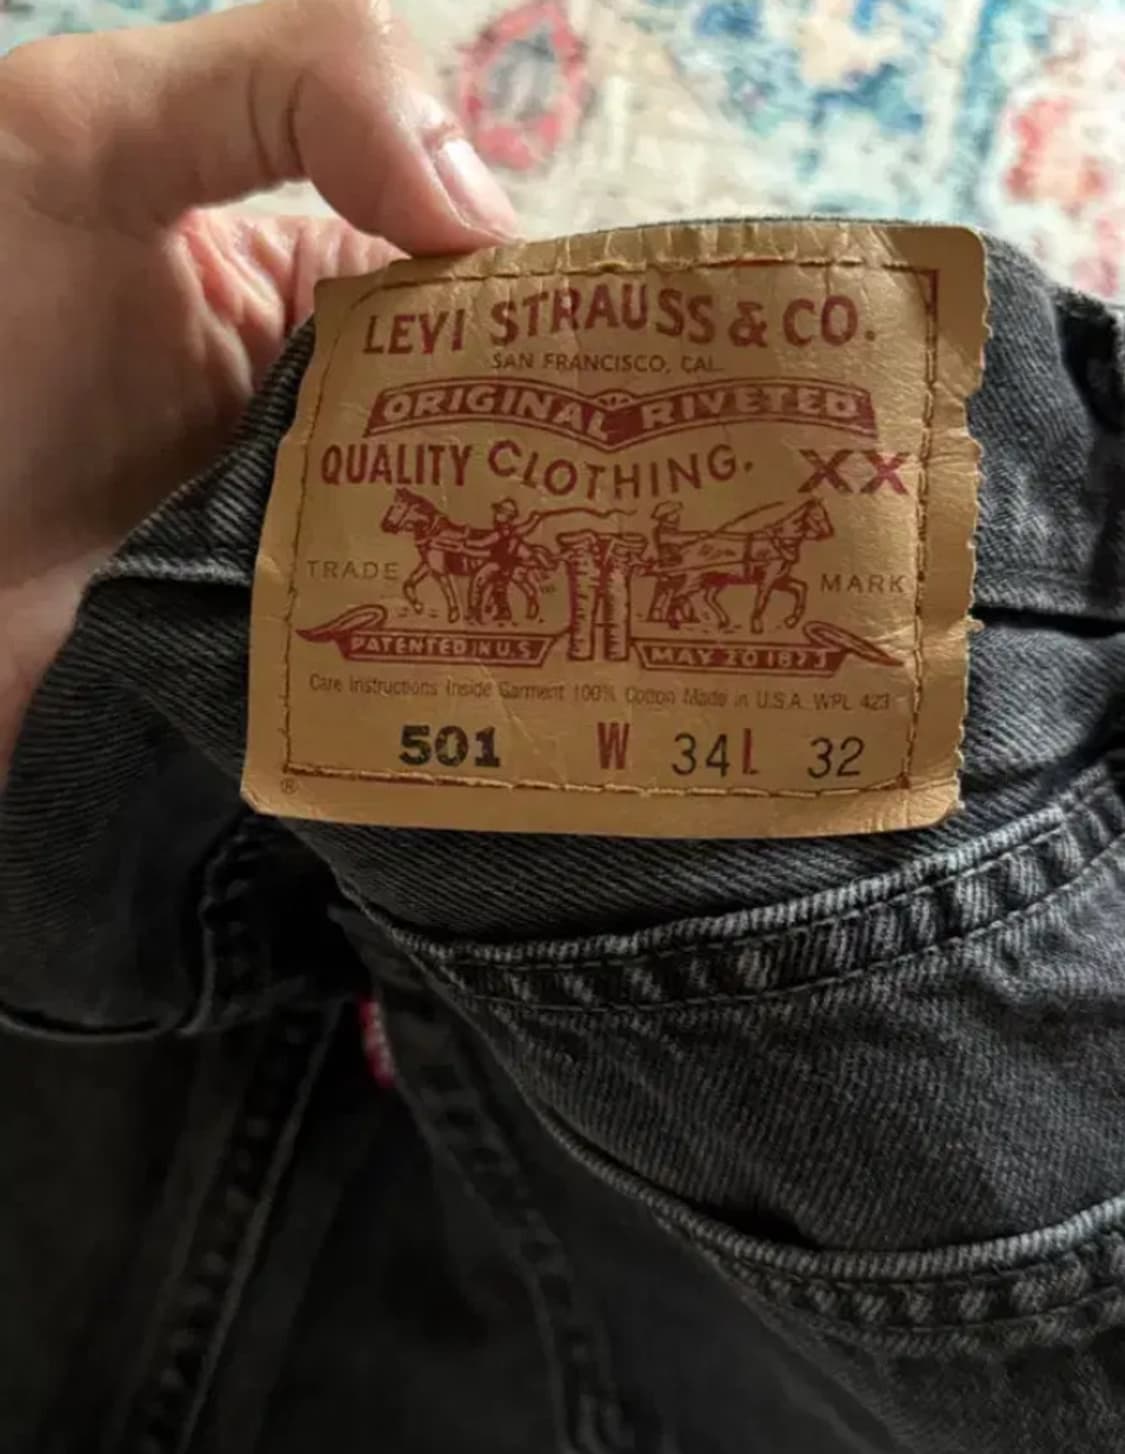 LEVI STRAUSS & CO.
SAN FRANCISCO, CAL.
ORIGINAL RIVETED
QUALITY CLOTHING. XX
TRADE MARK
PATENTED IN U.S. MAY 20 1873
Care Instructions Inside Garment 100% Cotton Made in U.S.A. WPL 423
501 W 34 L 32
®